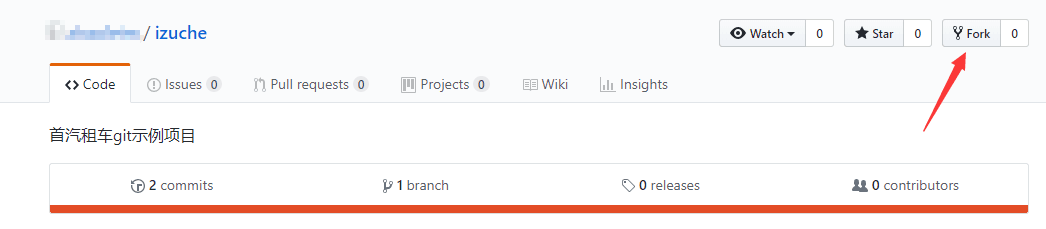 / izuche
Watch 0 Star 0 Fork 0
Code Issues 0 Pull requests 0 Projects 0 Wiki Insights
首汽租车git示例项目
2 commits 1 branch 0 releases 0 contributors